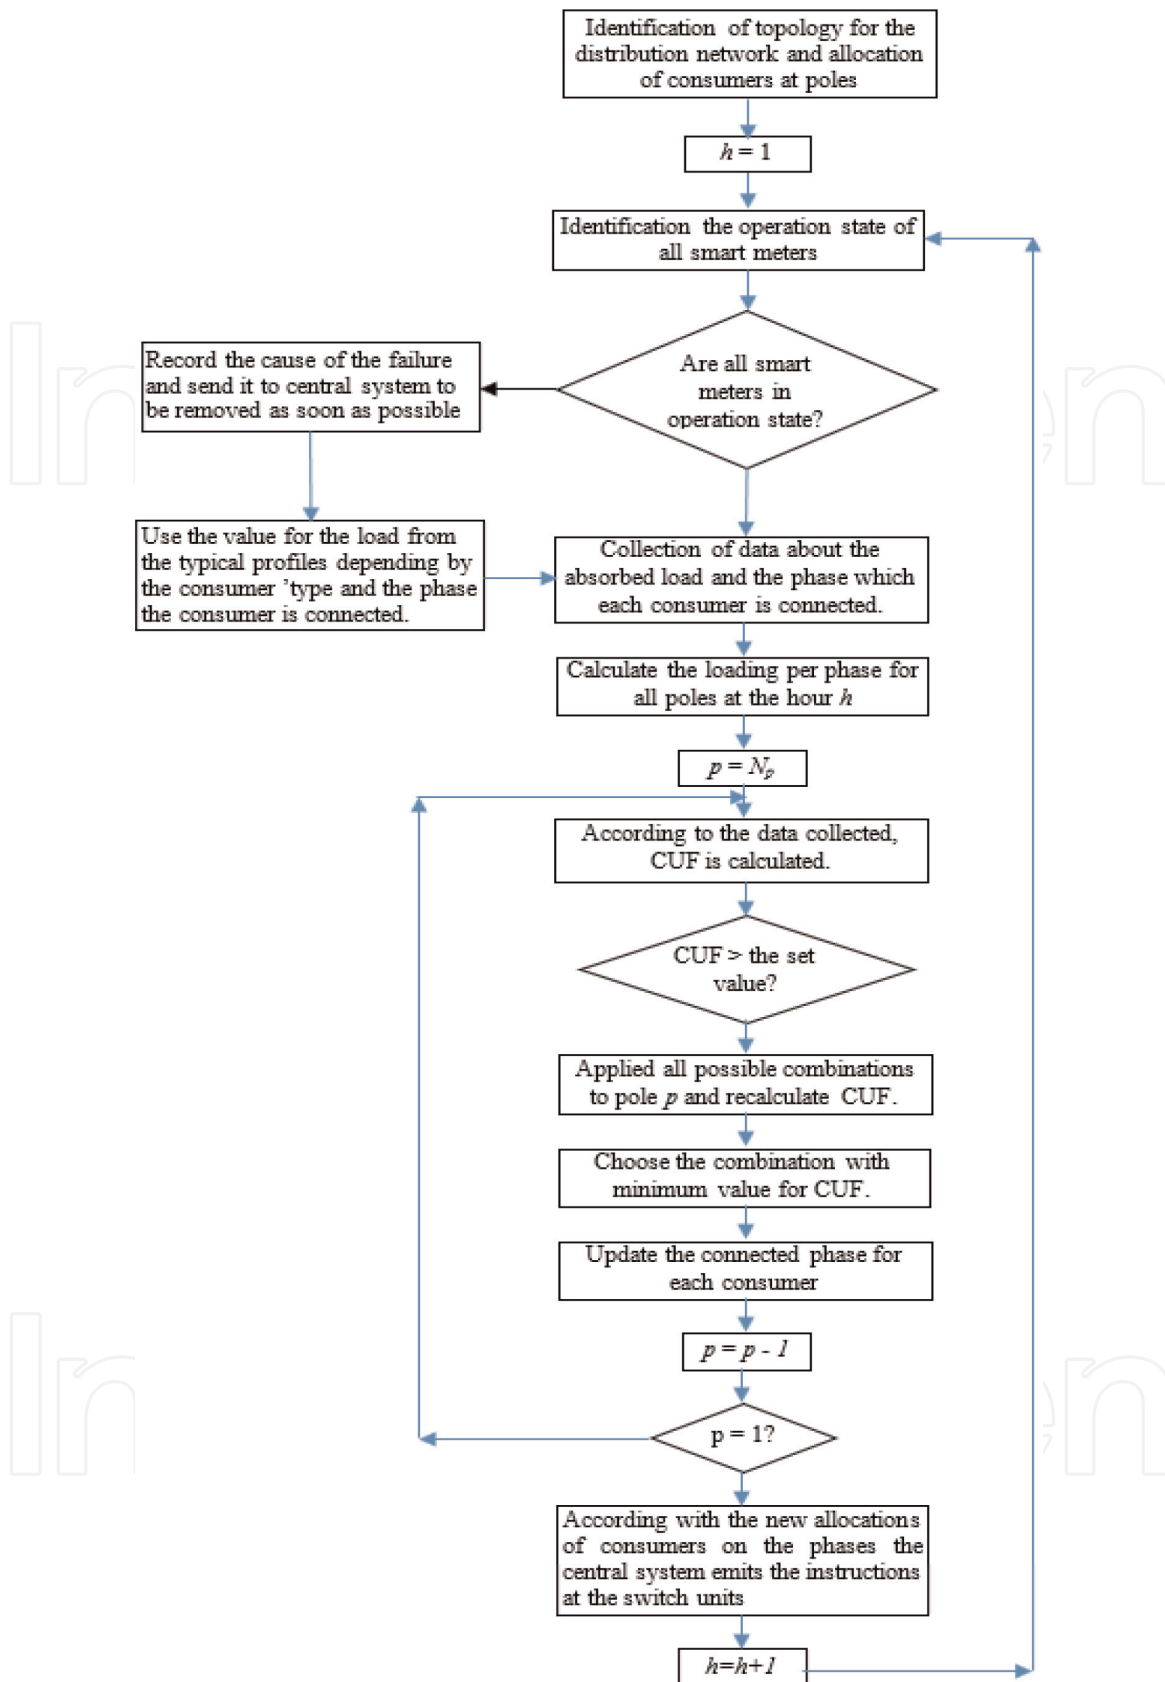 Identification of topology for the
distribution network and allocation
of consumers at poles
h = 1
Identification the operation state of
all smart meters
Are all smart
meters in
operation state?
Record the cause of the failure
and send it to central system to
be removed as soon as possible
Use the value for the load from
the typical profiles depending by
the consumer ’type and the phase
the consumer is connected.
Collection of data about the
absorbed load and the phase which
each consumer is connected.
Calculate the loading per phase for
all poles at the hour h
p = Np
According to the data collected,
CUF is calculated.
CUF > the set
value?
Applied all possible combinations
to pole p and recalculate CUF.
Choose the combination with
minimum value for CUF.
Update the connected phase for
each consumer
p = p - 1
p = 1?
According with the new allocations
of consumers on the phases the
central system emits the instructions
at the switch units
h=h+1